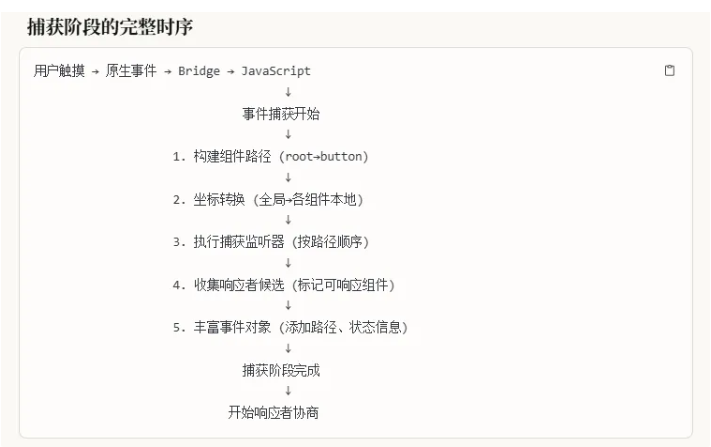 捕获阶段的完整时序
用户触摸 → 原生事件 → Bridge → JavaScript
↓
事件捕获开始
↓
1. 构建组件路径 (root→button)
↓
2. 坐标转换 (全局→各组件本地)
↓
3. 执行捕获监听器 (按路径顺序)
↓
4. 收集响应者候选 (标记可响应组件)
↓
5. 丰富事件对象 (添加路径、状态信息)
↓
捕获阶段完成
↓
开始响应者协商